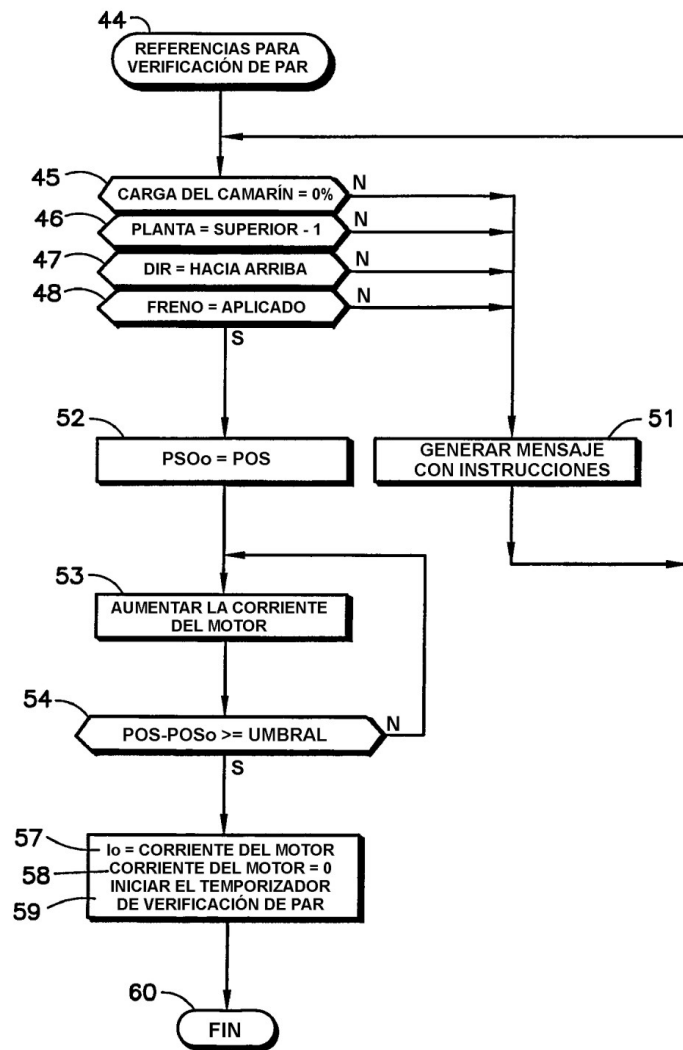 44
REFERENCIAS PARA
VERIFICACIÓN DE PAR
45
CARGA DEL CAMARÍN = 0%
N
46
PLANTA = SUPERIOR - 1
N
47
DIR = HACIA ARRIBA
N
48
FRENO = APLICADO
N
S
52
PSOo = POS
51
GENERAR MENSAJE
CON INSTRUCCIONES
53
AUMENTAR LA CORRIENTE
DEL MOTOR
54
POS-POSo >= UMBRAL
N
S
57
Io = CORRIENTE DEL MOTOR
58
CORRIENTE DEL MOTOR = 0
INICIAR EL TEMPORIZADOR
59
DE VERIFICACIÓN DE PAR
60
FIN